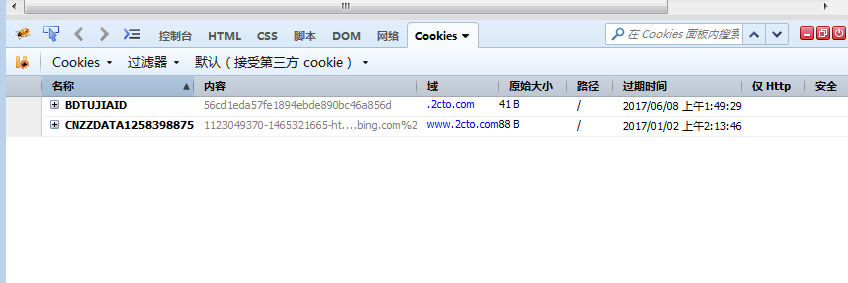 控制台 HTML CSS 脚本 DOM 网络 Cookies 在 Cookies 面板内搜索
Cookies 过滤器 默认（接受第三方 cookie）
名称 内容 域 原始大小 路径 过期时间 仅 Http 安全
BDTUJIAID 56cd1eda57fe1894ebde890bc46a856d .2cto.com 41 B / 2017/06/08 上午1:49:29
CNZZDATA1258398875 1123049370-1465321665-ht....bing.com%2 www.2cto.com 88 B / 2017/01/02 上午2:13:46